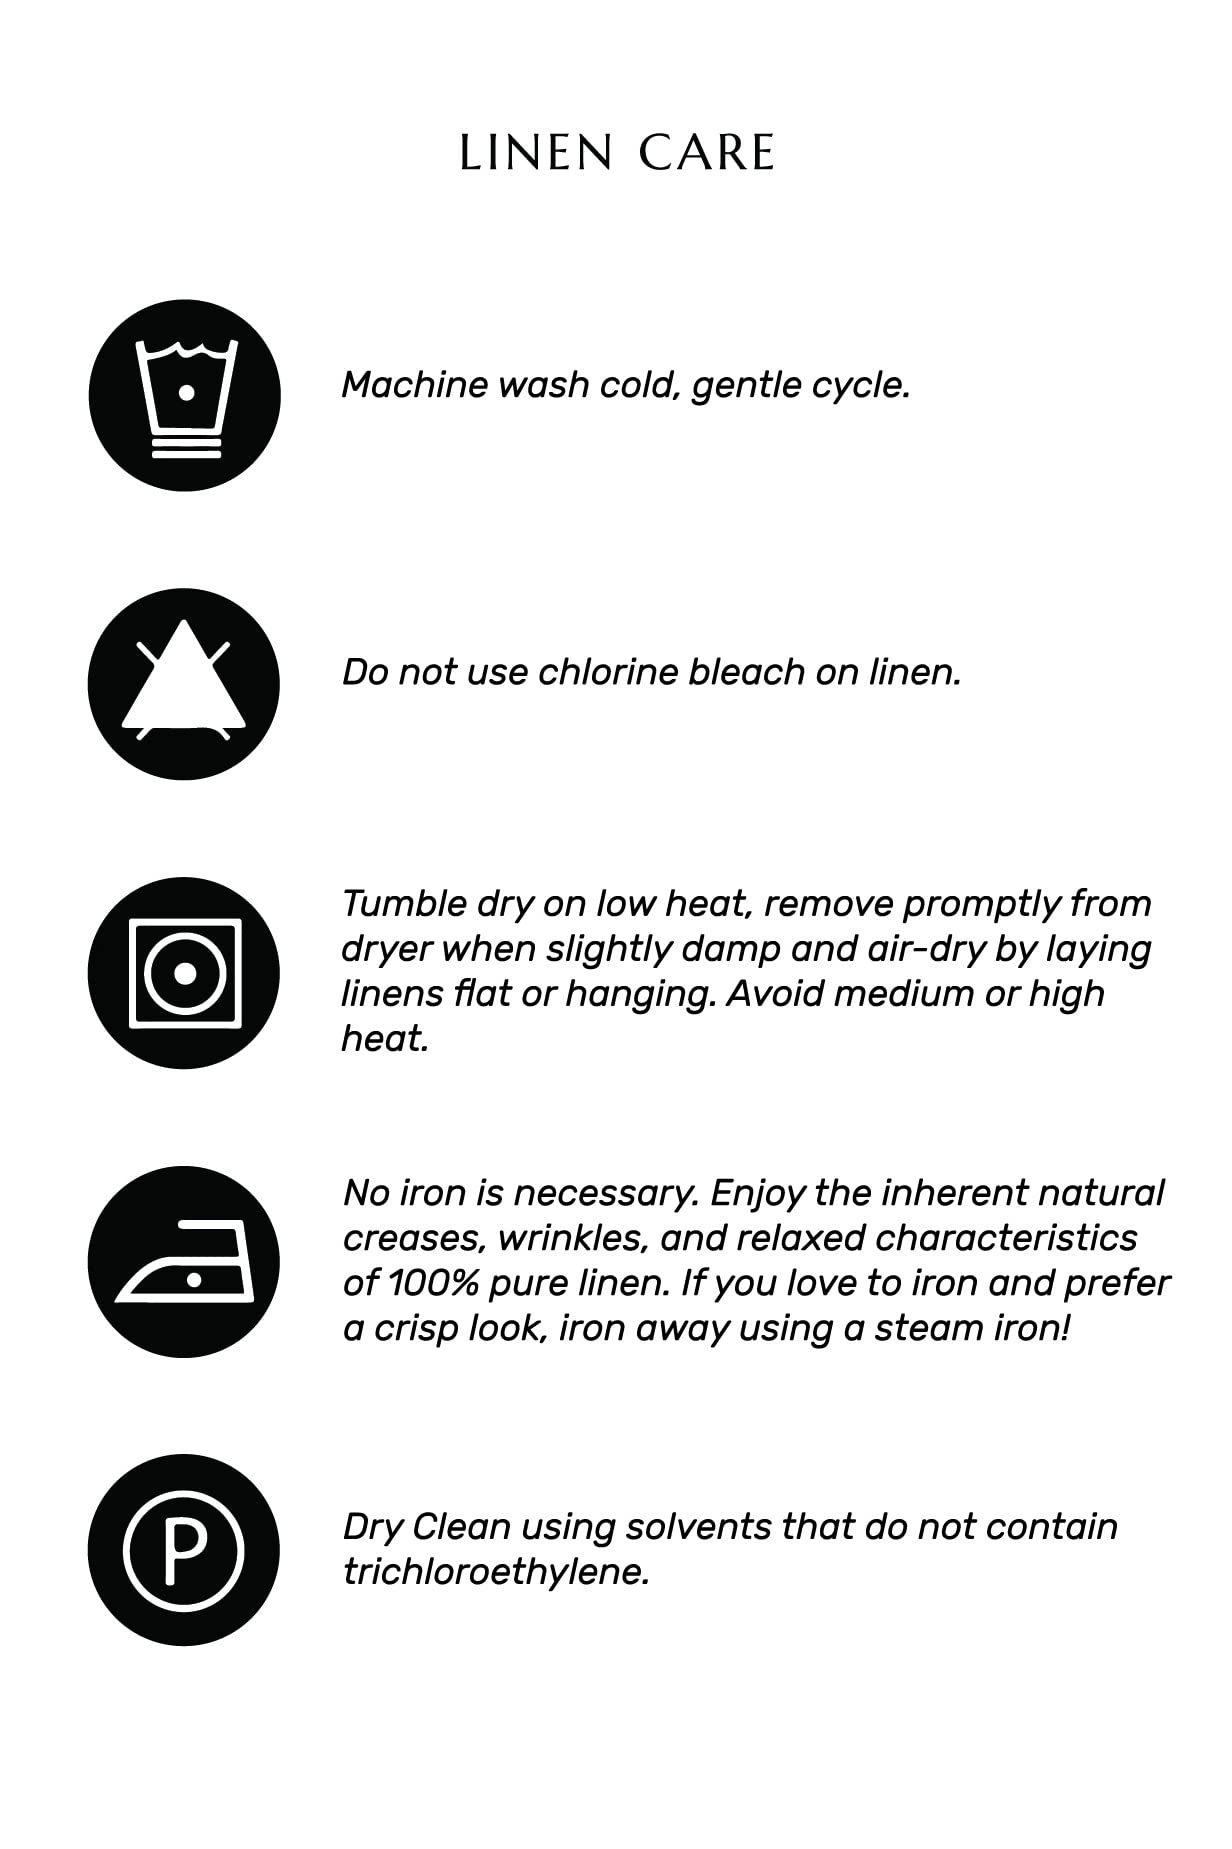 LINEN CARE
Machine wash cold, gentle cycle.
Do not use chlorine bleach on linen.
Tumble dry on low heat, remove promptly from
dryer when slightly damp and air-dry by laying
linens flat or hanging. Avoid medium or high
heat.
No iron is necessary. Enjoy the inherent natural
creases, wrinkles, and relaxed characteristics
of 100% pure linen. If you love to iron and prefer
a crisp look, iron away using a steam iron!
P
Dry Clean using solvents that do not contain
trichloroethylene.